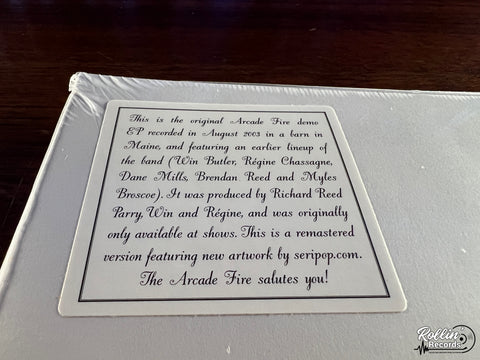 This is the original Arcade Fire demo
EP recorded in August 2003 in a barn in
Maine, and featuring an earlier lineup of
the band (Win Butler, Régine Chassagne,
Dane Mills, Brendan Reed and Myles
Broscoe). It was produced by Richard Reed
Parry, Win and Régine, and was originally
only available at shows. This is a remastered
version featuring new artwork by seripop.com.
The Arcade Fire salutes you!
Rollin'
Records